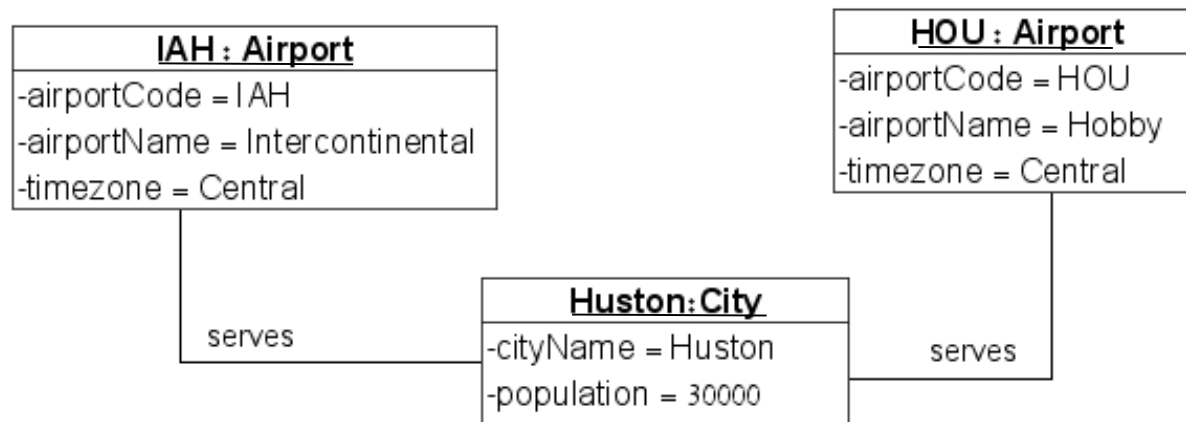 IAH : Airport
-airportCode = IAH
-airportName = Intercontinental
-timezone = Central
HOU : Airport
-airportCode = HOU
-airportName = Hobby
-timezone = Central
serves
Huston:City
-cityName = Huston
-population = 30000
serves